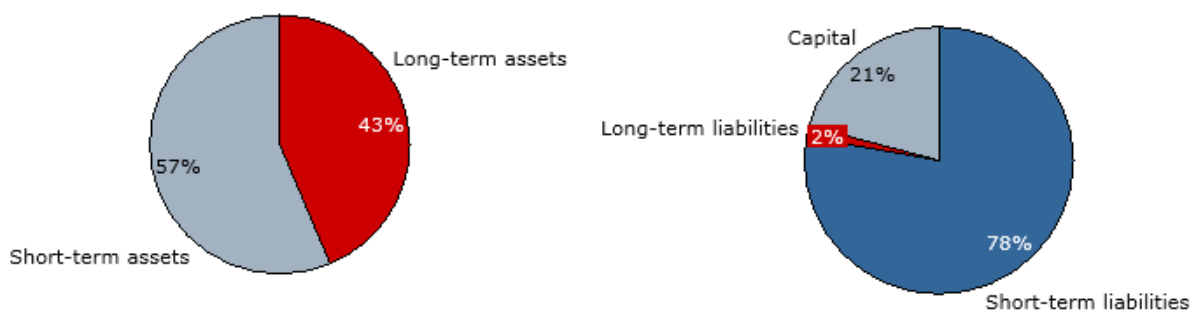 Long-term assets
43%
57%
Short-term assets
Capital
21%
Long-term liabilities
2%
78%
Short-term liabilities